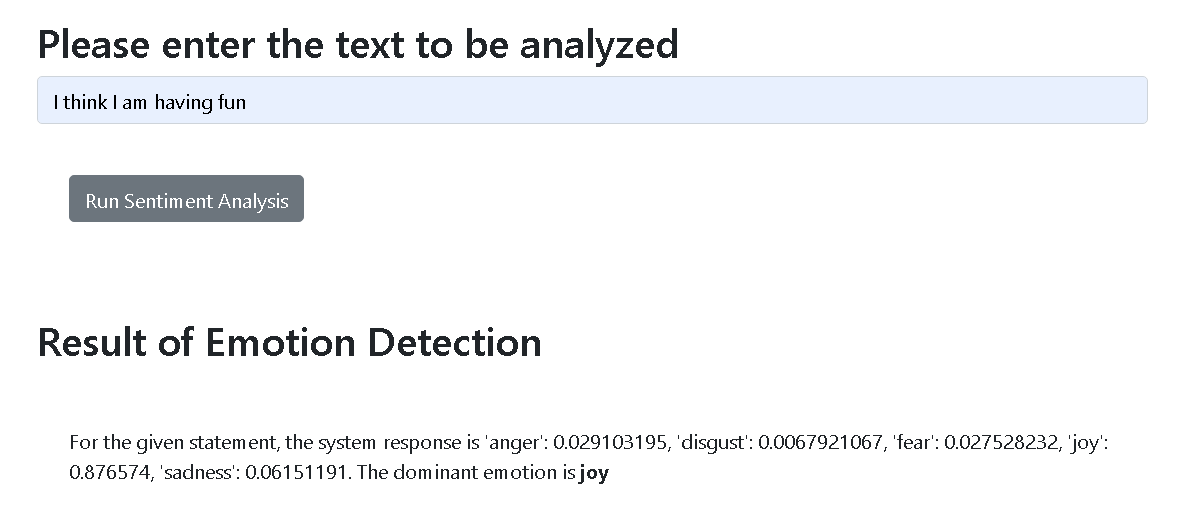 Please enter the text to be analyzed
I think I am having fun
Run Sentiment Analysis
Result of Emotion Detection
For the given statement, the system response is 'anger': 0.029103195, 'disgust': 0.0067921067, 'fear': 0.027528232, 'joy':
0.876574, 'sadness': 0.06151191. The dominant emotion is joy